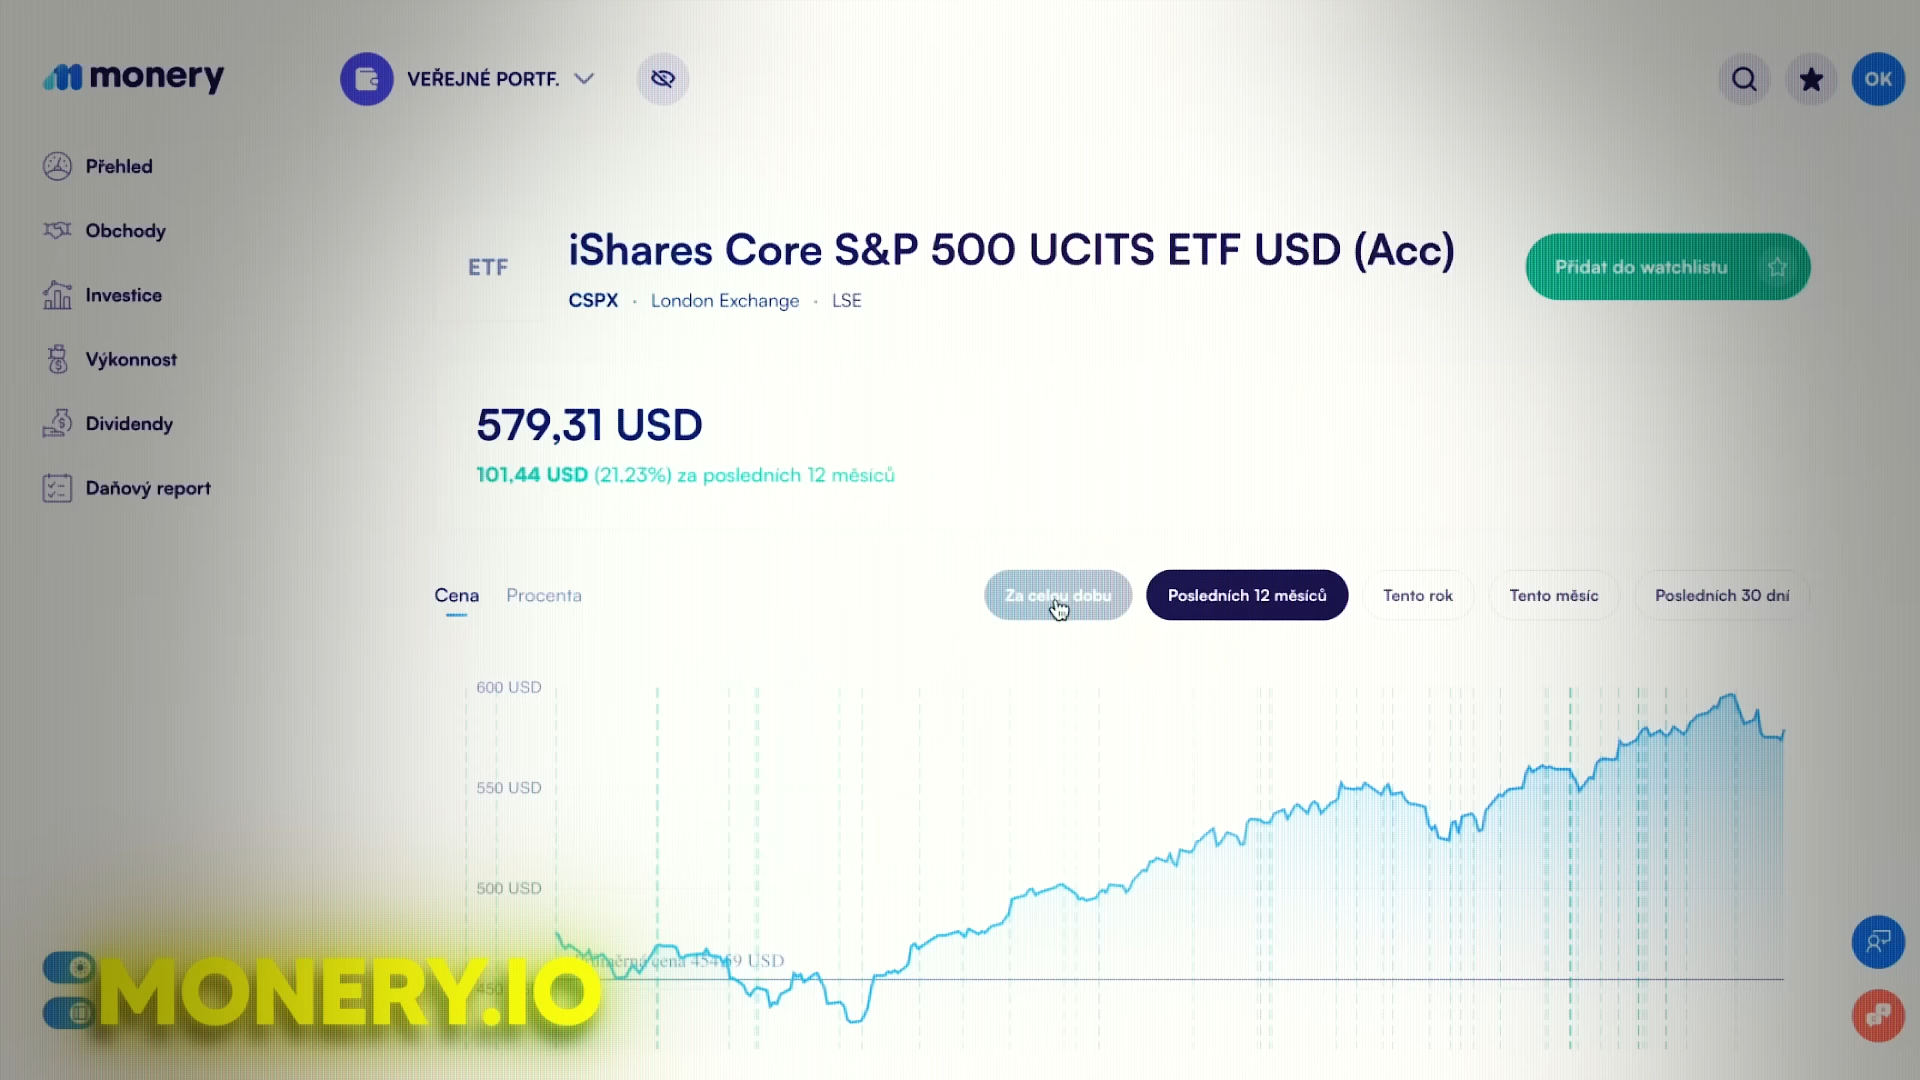 monery
VEŘEJNÉ PORTF.
OK
Přehled
Obchody
Investice
Výkonnost
Dividendy
Daňový report
ETF
iShares Core S&P 500 UCITS ETF USD (Acc)
CSPX · London Exchange · LSE
Přidat do watchlistu
579,31 USD
101,44 USD (21,23%) za posledních 12 měsíců
Cena Procenta
Za celou dobu Posledních 12 měsíců Tento rok Tento měsíc Posledních 30 dní
600 USD
550 USD
500 USD
cena USD
450
MONERY.IO